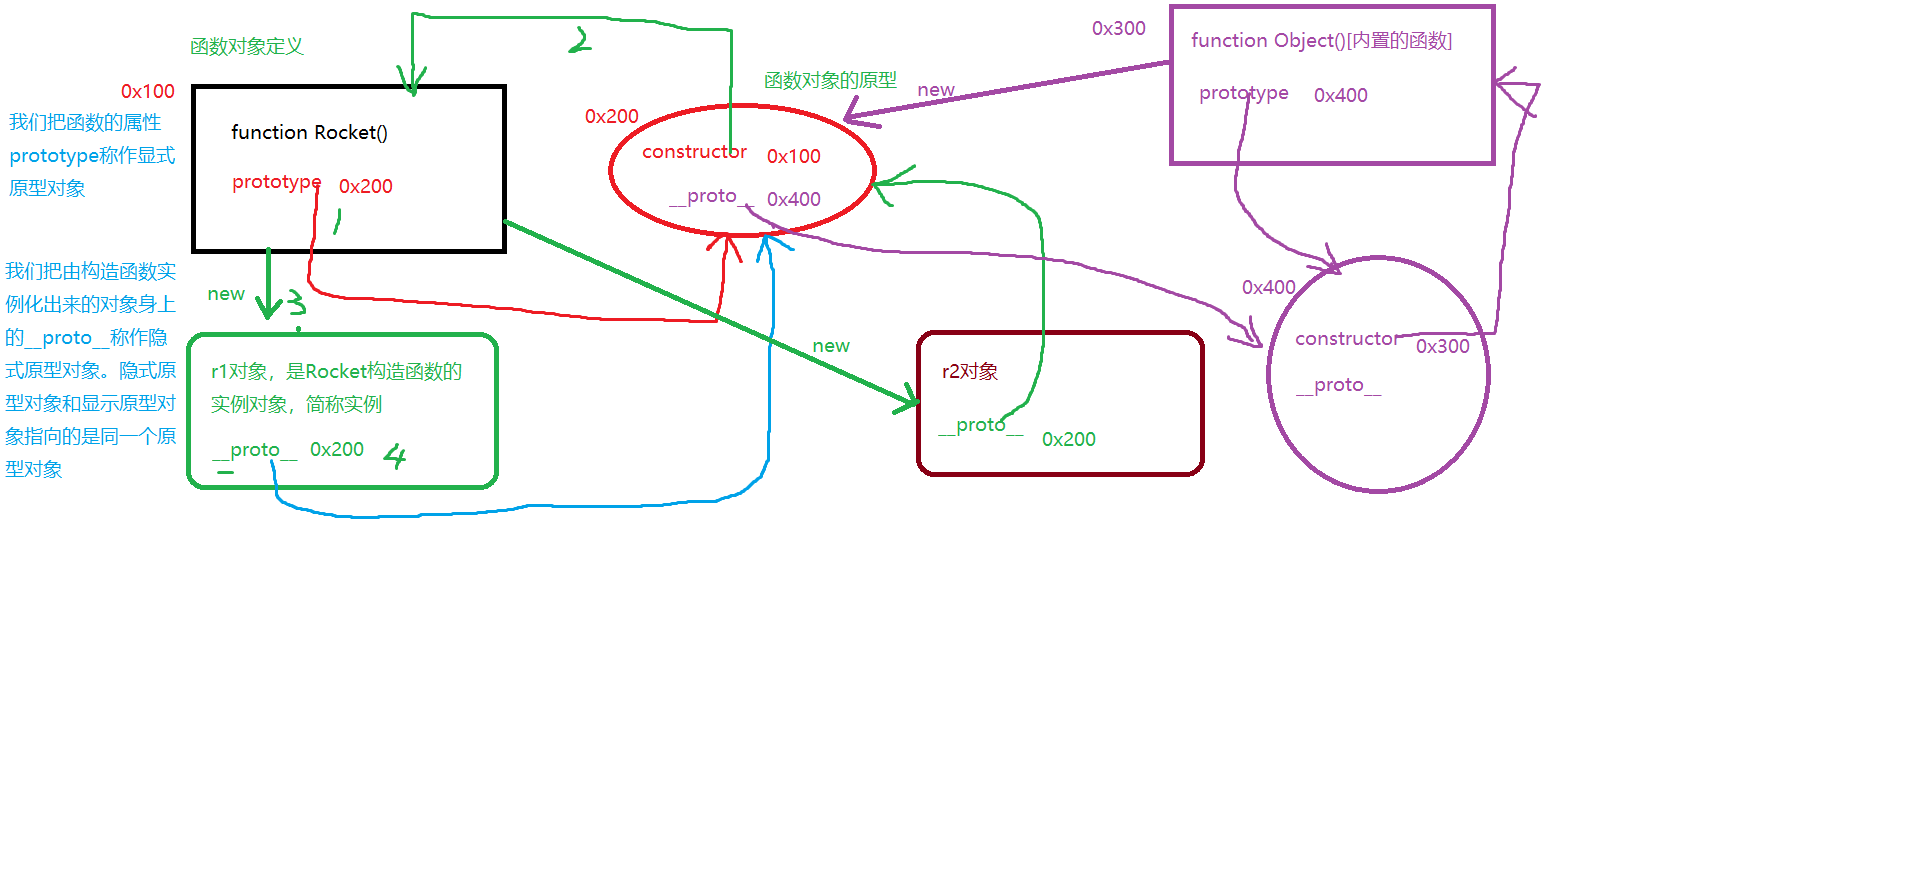 函数对象定义
2
0x100
我们把函数的属性
prototype称作显式
原型对象
function Rocket()
prototype 0x200
1
函数对象的原型
0x200
constructor 0x100
__proto__ 0x400
new
0x300
function Object()[内置的函数]
prototype 0x400
我们把由构造函数实
例化出来的对象身上
的__proto__称作隐
式原型对象。隐式原
型对象和显示原型对
象指向的是同一个原
型对象
new
3
r1对象，是Rocket构造函数的
实例对象，简称实例
__proto__ 0x200 4
new
r2对象
__proto__ 0x200
0x400
constructor 0x300
__proto__